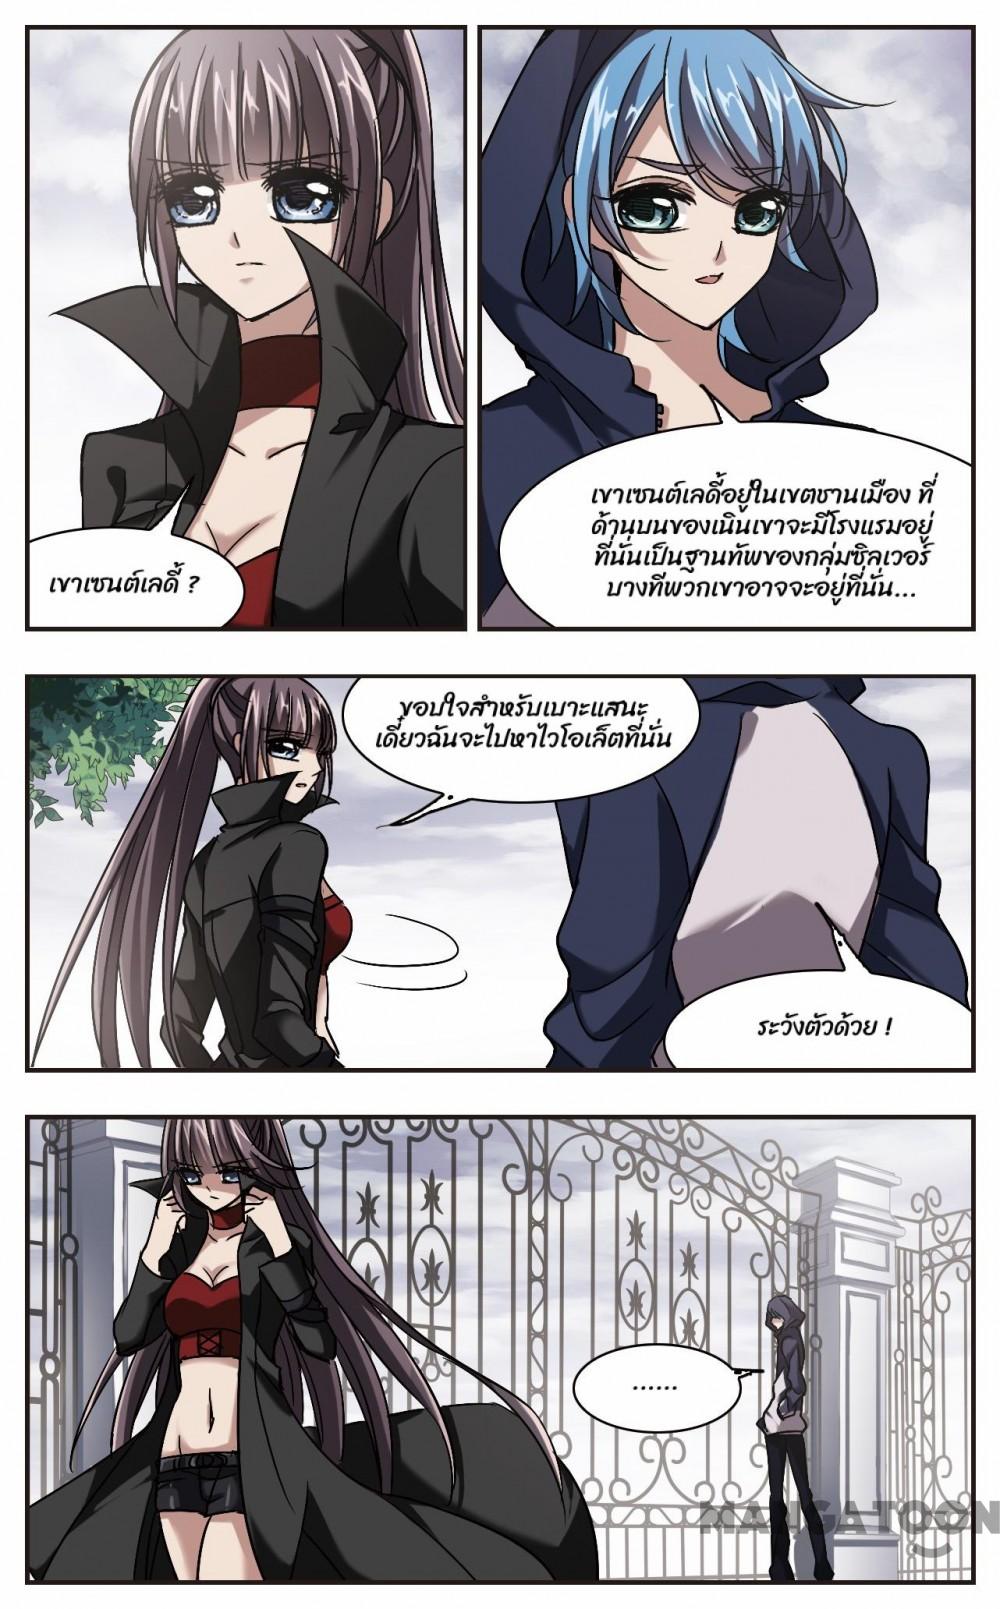 เขาเซนต์เลดี้ ?
เขาเซนต์เลดี้อยู่ในเขตชานเมือง ที่
ด้านบนของเนินเขาจะมีโรงแรมอยู่
ที่นั่นเป็นฐานทัพของกลุ่มซิลเวอร์
บางทีพวกเขาอาจจะอยู่ที่นั่น...
ขอบใจสำหรับเบาะแสนะ
เดี๋ยวฉันจะไปหาไวโอเล็ตที่นั่น
ระวังตัวด้วย !
......
MANGATOON